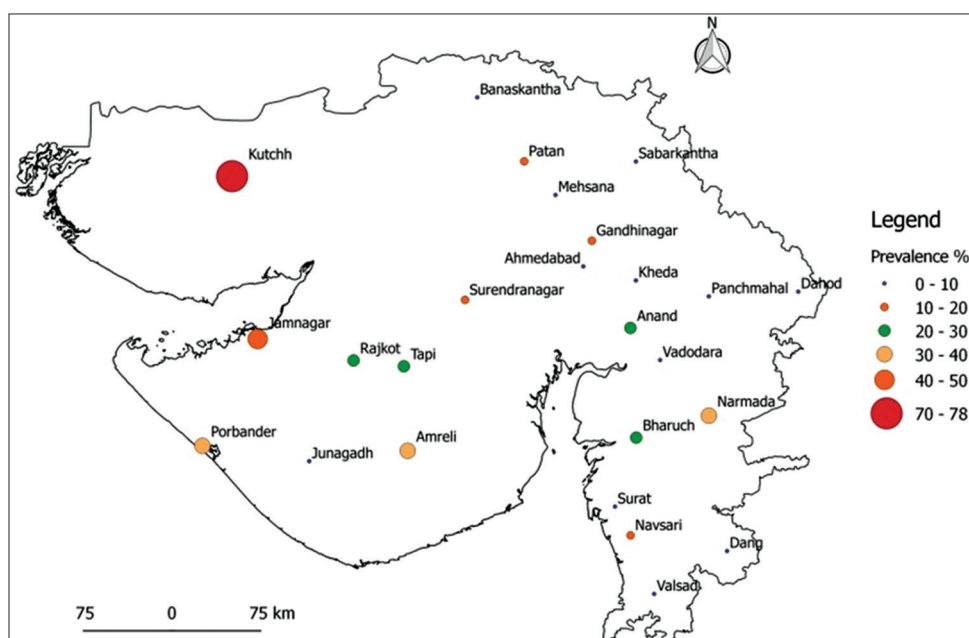 N
Banaskantha
Kutchh
Patan
Sabarkantha
Mehsana
Gandhinagar
Ahmedabad
Kheda
Surendranagar
Panchmahal
Dahod
Jamnagar
Anand
Rajkot
Tapi
Vadodara
Narmada
Porbander
Amreli
Bharuch
Junagadh
Surat
Navsari
Dang
Valsad
Legend
Prevalence %
0 - 10
10 - 20
20 - 30
30 - 40
40 - 50
70 - 78
75 0 75 km